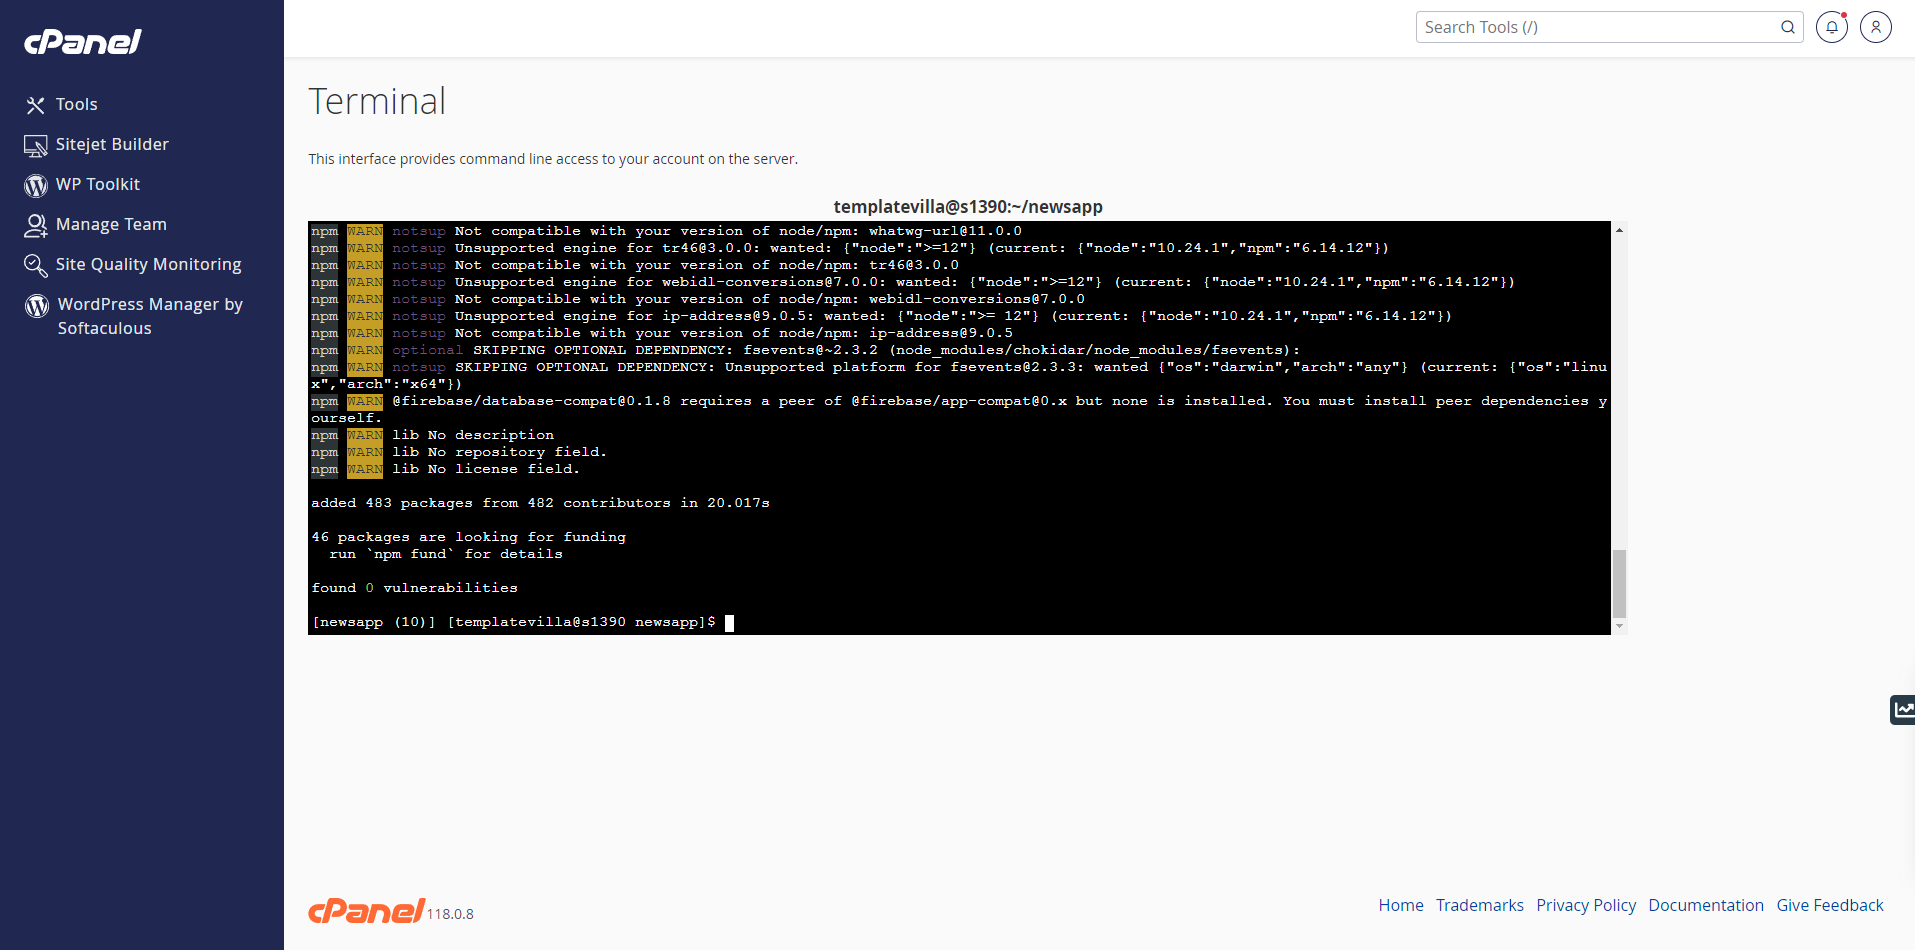 cPanel
Search Tools (/)
Tools
Sitejet Builder
WP Toolkit
Manage Team
Site Quality Monitoring
WordPress Manager by
Softaculous
Terminal
This interface provides command line access to your account on the server.
templatevilla@s1390:~/newsapp
npm WARN notsup Not compatible with your version of node/npm: whatwg-url@11.0.0
npm WARN notsup Unsupported engine for tr46@3.0.0: wanted: {"node":">=12"} (current: {"node":"10.24.1","npm":"6.14.12"})
npm WARN notsup Not compatible with your version of node/npm: tr46@3.0.0
npm WARN notsup Unsupported engine for webidl-conversions@7.0.0: wanted: {"node":">=12"} (current: {"node":"10.24.1","npm":"6.14.12"})
npm WARN notsup Not compatible with your version of node/npm: webidl-conversions@7.0.0
npm WARN notsup Unsupported engine for ip-address@9.0.5: wanted: {"node":">= 12"} (current: {"node":"10.24.1","npm":"6.14.12"})
npm WARN notsup Not compatible with your version of node/npm: ip-address@9.0.5
npm WARN optional SKIPPING OPTIONAL DEPENDENCY: fsevents@~2.3.2 (node_modules/chokidar/node_modules/fsevents):
npm WARN notsup SKIPPING OPTIONAL DEPENDENCY: Unsupported platform for fsevents@2.3.3: wanted {"os":"darwin","arch":"any"} (current: {"os":"linu
x","arch":"x64"})
npm WARN @firebase/database-compat@0.1.8 requires a peer of @firebase/app-compat@0.x but none is installed. You must install peer dependencies y
ourself.
npm WARN lib No description
npm WARN lib No repository field.
npm WARN lib No license field.
added 483 packages from 482 contributors in 20.017s
46 packages are looking for funding
run `npm fund` for details
found 0 vulnerabilities
[newsapp (10)] [templatevilla@s1390 newsapp]$
cPanel 118.0.8
Home Trademarks Privacy Policy Documentation Give Feedback